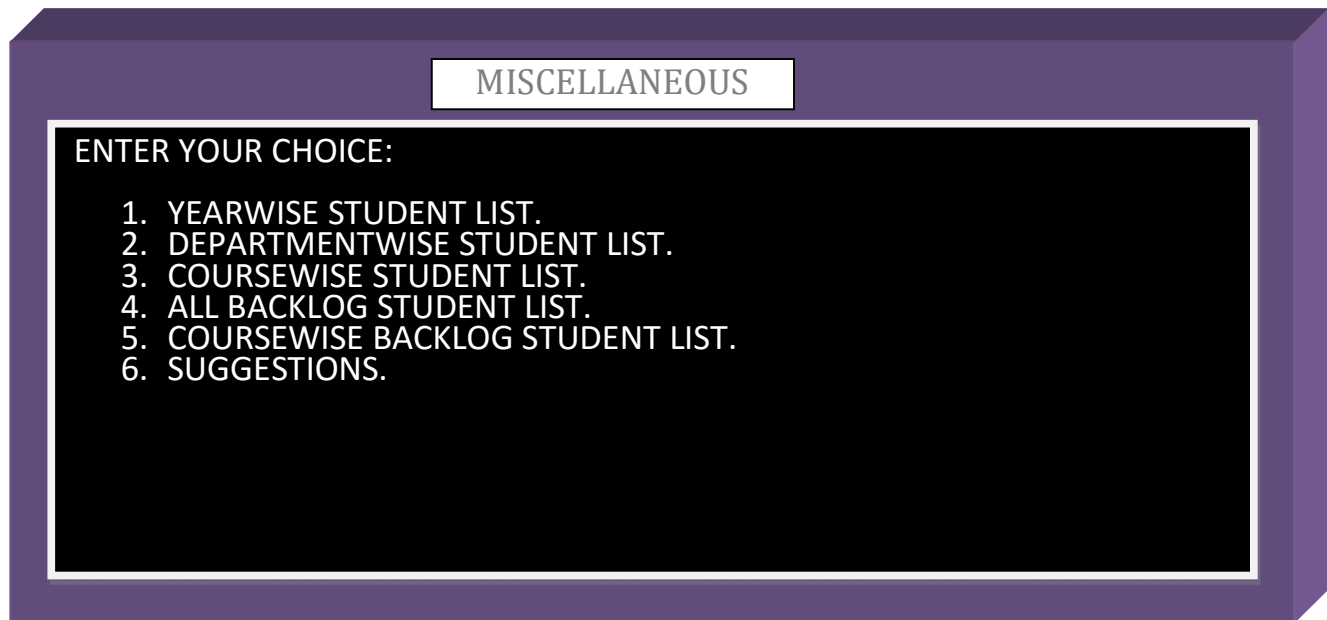 MISCELLANEOUS
ENTER YOUR CHOICE:
1. YEARWISE STUDENT LIST.
2. DEPARTMENTWISE STUDENT LIST.
3. COURSEWISE STUDENT LIST.
4. ALL BACKLOG STUDENT LIST.
5. COURSEWISE BACKLOG STUDENT LIST.
6. SUGGESTIONS.